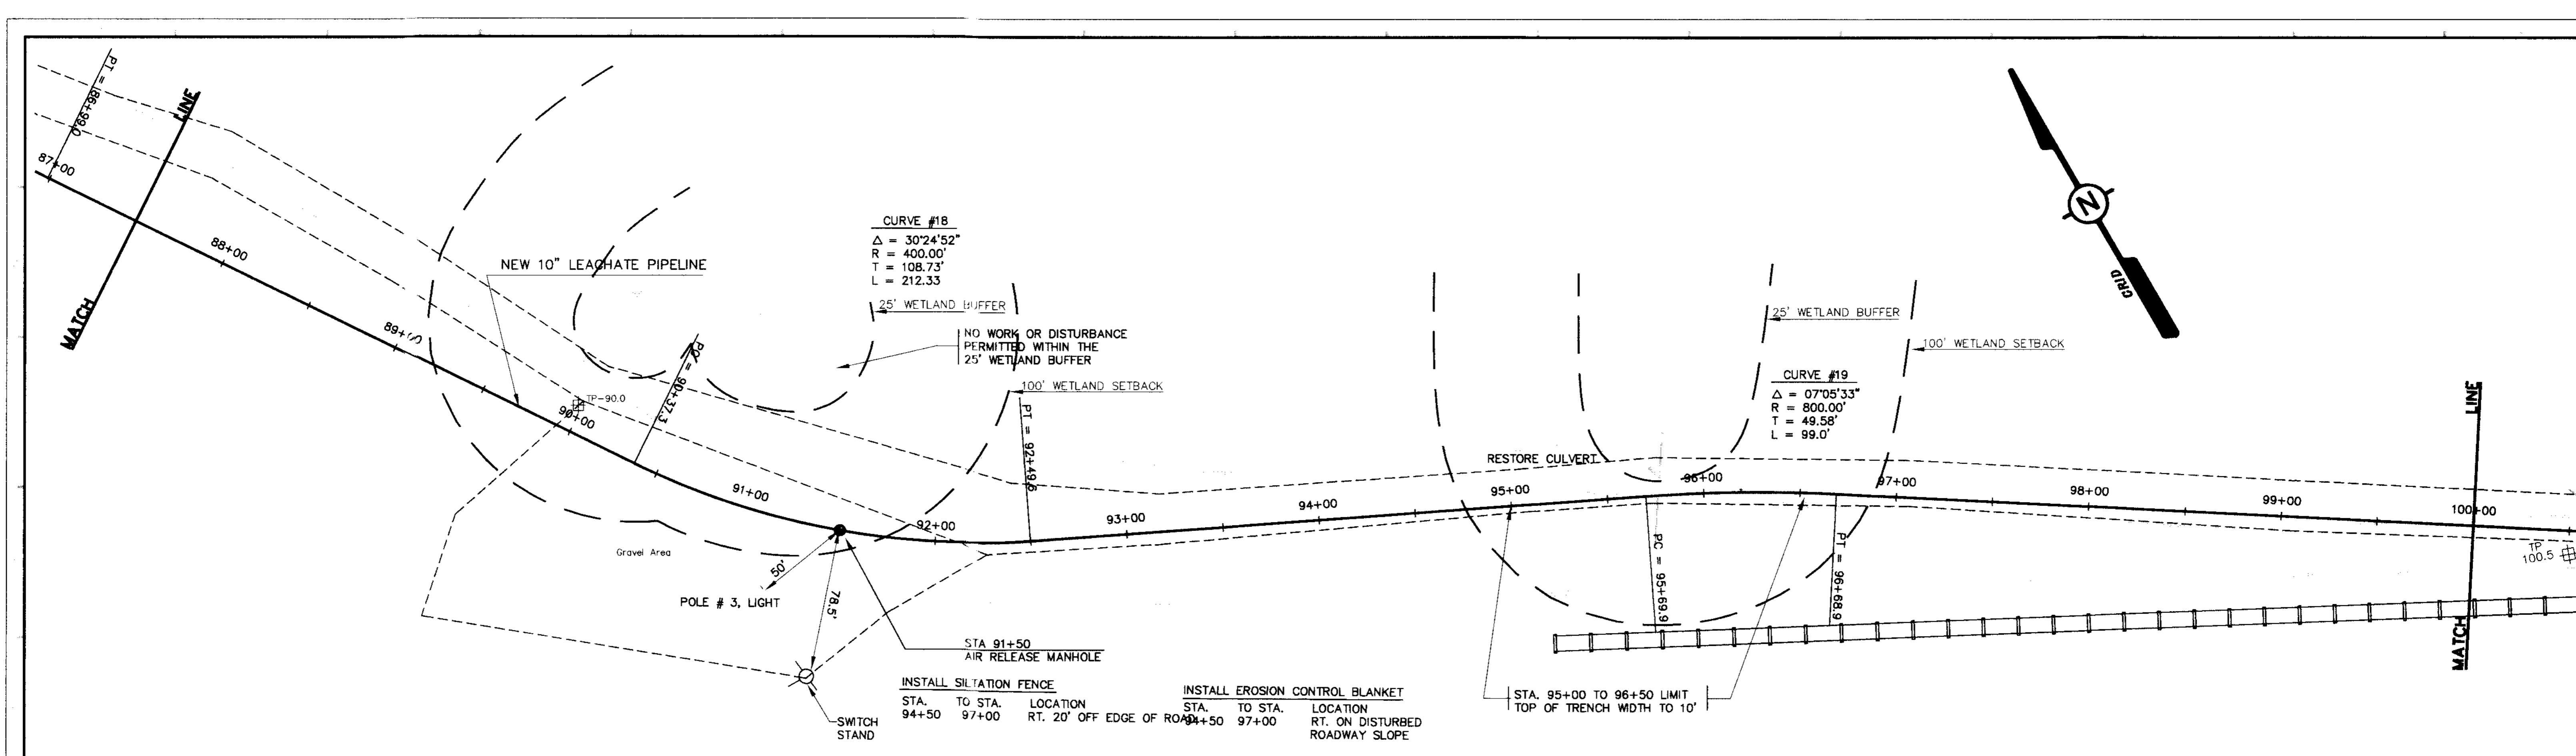 PT = 86+99.0
87+00
MATCH LINE
88+00
89+00
NEW 10" LEACHATE PIPELINE
CURVE #18
Δ = 30°24'52"
R = 400.00'
T = 108.73'
L = 212.33
25' WETLAND BUFFER
NO WORK OR DISTURBANCE
PERMITTED WITHIN THE
25' WETLAND BUFFER
100' WETLAND SETBACK
TP-90.0
90+00
PC = 90+37.3
91+00
92+00
PT = 92+49.6
93+00
94+00
95+00
96+00
97+00
98+00
99+00
100+00
Gravel Area
50'
POLE # 3, LIGHT
78.5'
STA 91+50
AIR RELEASE MANHOLE
SWITCH
STAND
INSTALL SILTATION FENCE
STA. TO STA. LOCATION
94+50 97+00 RT. 20' OFF EDGE OF ROAD
INSTALL EROSION CONTROL BLANKET
STA. TO STA. LOCATION
94+50 97+00 RT. ON DISTURBED
ROADWAY SLOPE
RESTORE CULVERT
25' WETLAND BUFFER
100' WETLAND SETBACK
CURVE #19
Δ = 07°05'33"
R = 800.00'
T = 49.58'
L = 99.0'
PC = 95+69.9
PT = 96+68.9
STA. 95+00 TO 96+50 LIMIT
TOP OF TRENCH WIDTH TO 10'
N
GRID
MATCH LINE
TP
100.5